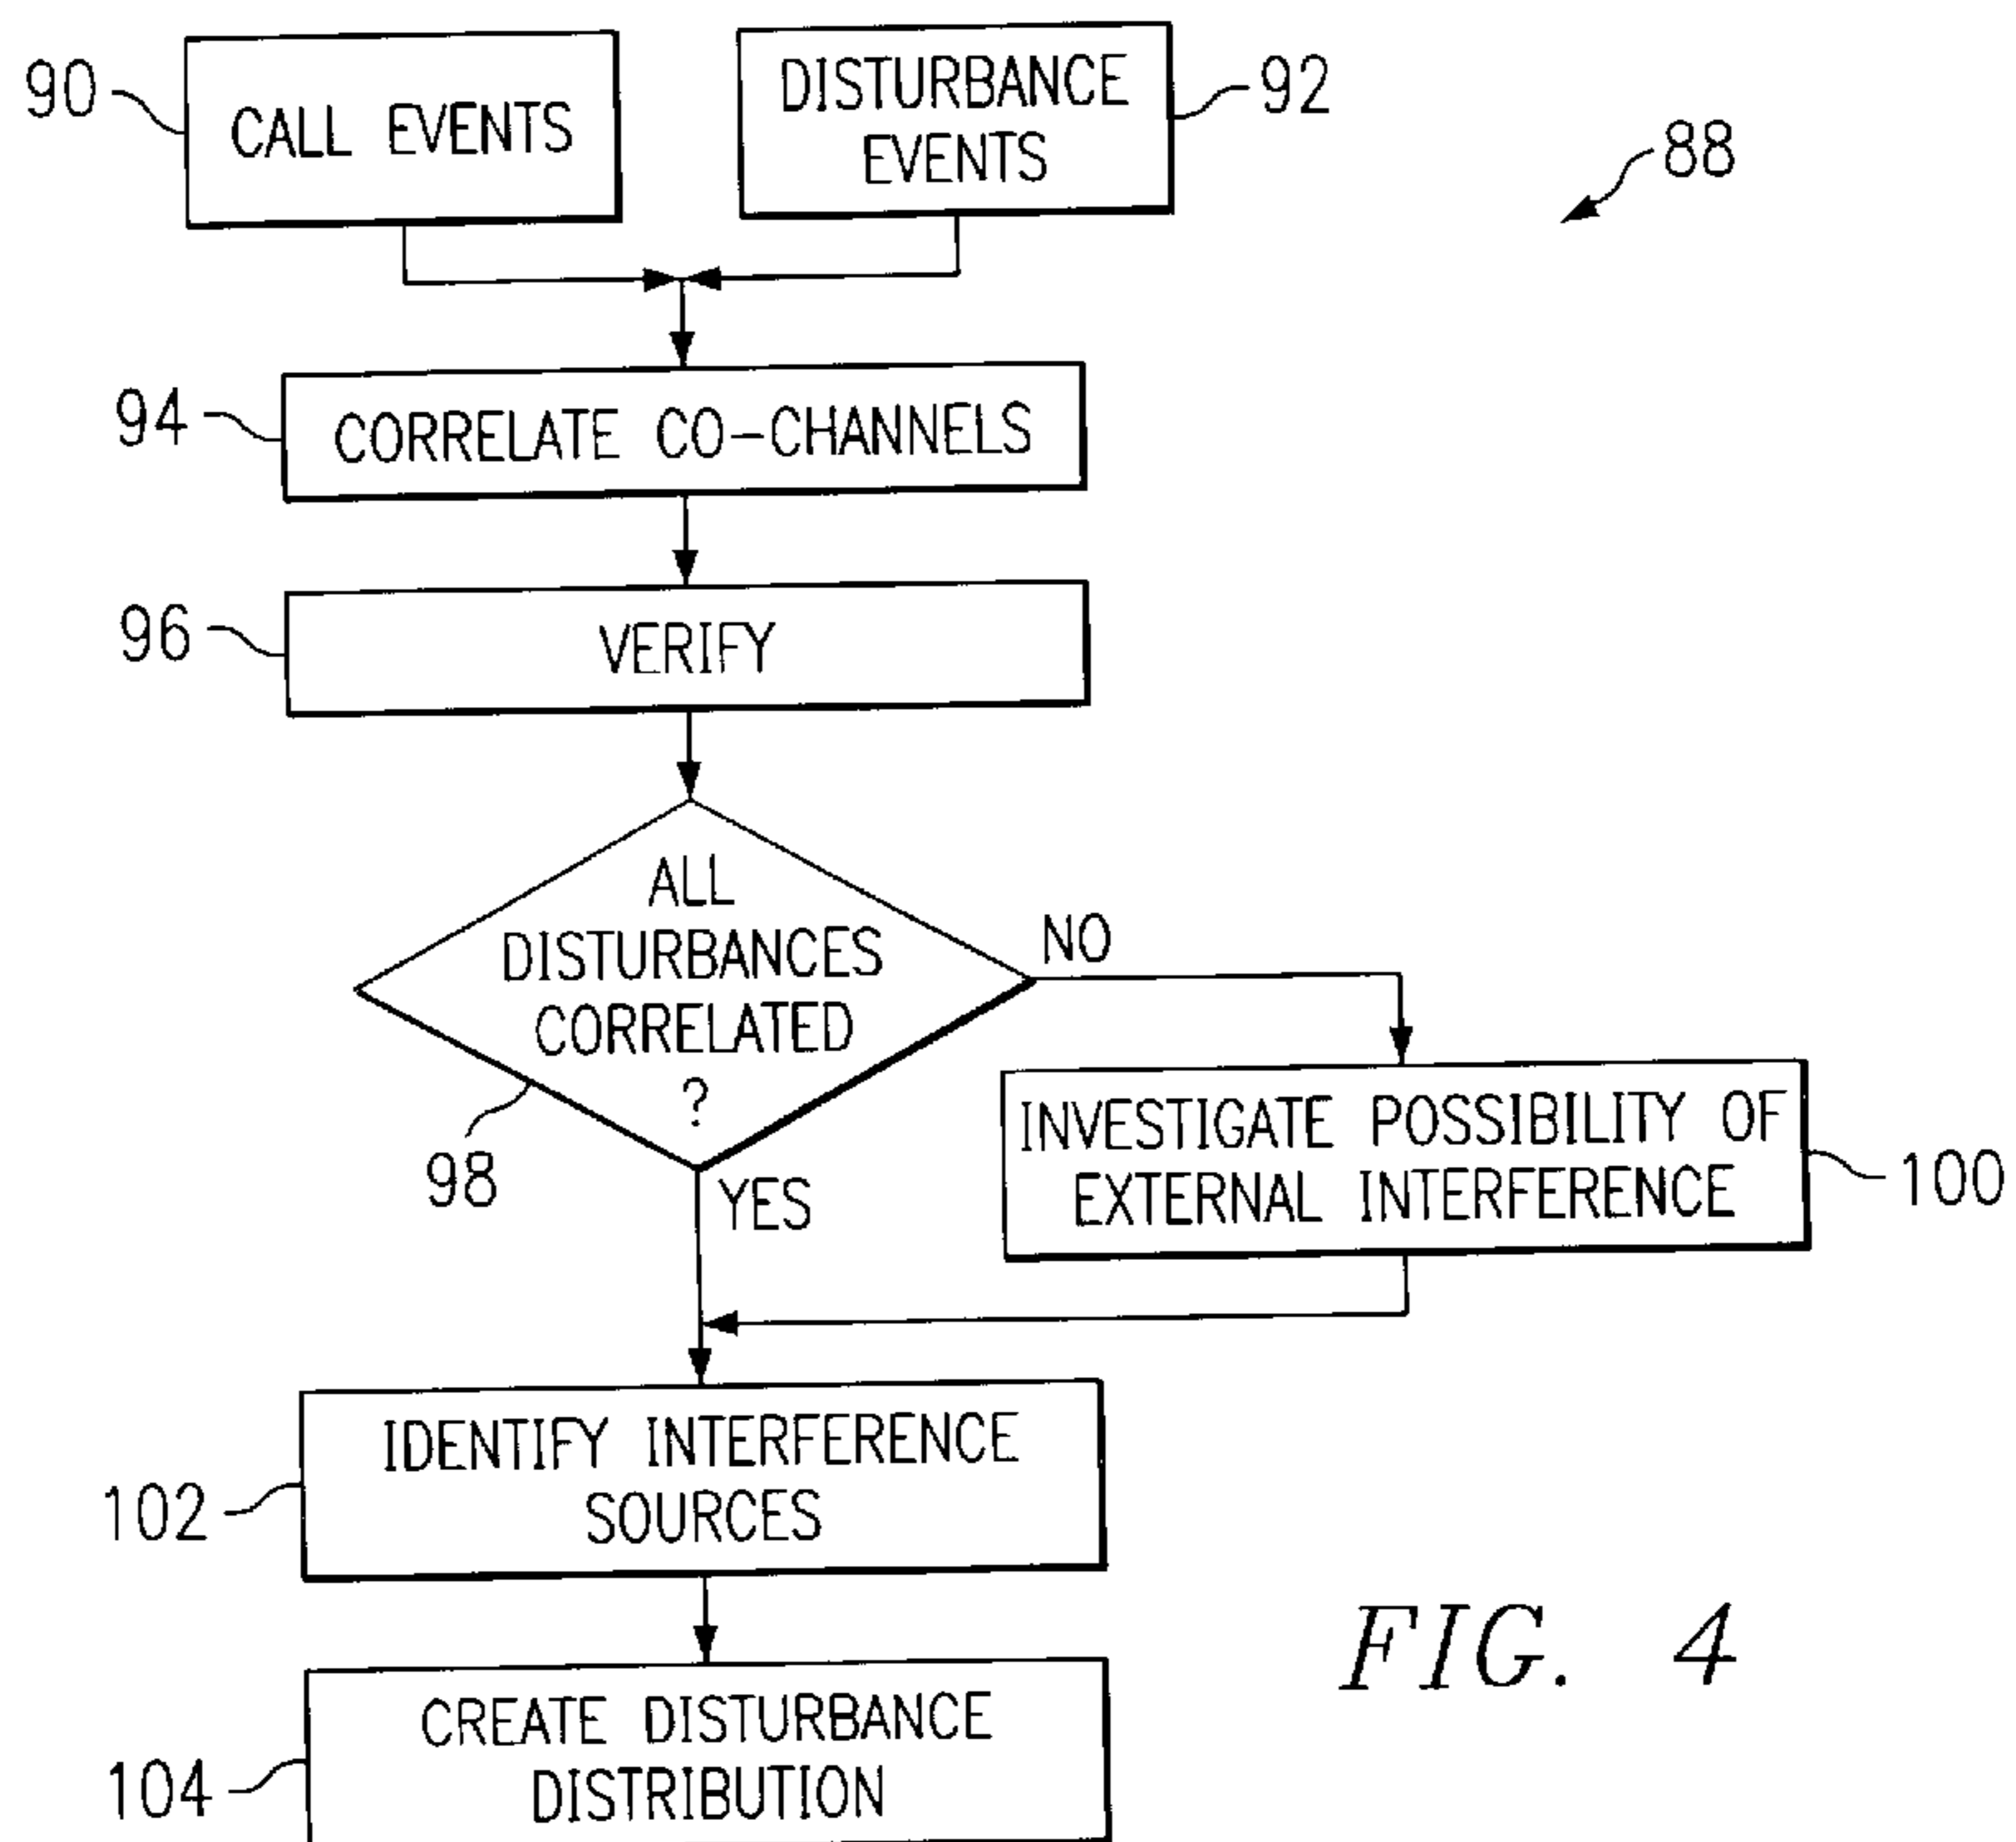 90
CALL EVENTS
DISTURBANCE
EVENTS
92
88
94
CORRELATE CO-CHANNELS
96
VERIFY
ALL
DISTURBANCES
CORRELATED
?
98
NO
YES
INVESTIGATE POSSIBILITY OF
EXTERNAL INTERFERENCE
100
102
IDENTIFY INTERFERENCE
SOURCES
104
CREATE DISTURBANCE
DISTRIBUTION
FIG. 4